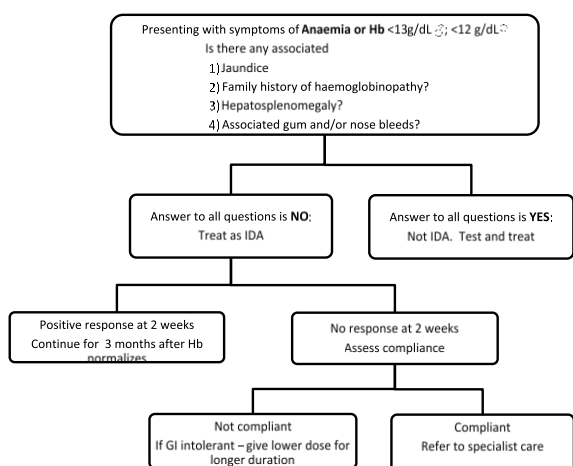 Presenting with symptoms of Anaemia or Hb <13g/dL ; <12 g/dL
Is there any associated
1) Jaundice
2) Family history of haemoglobinopathy?
3) Hepatosplenomegaly?
4) Associated gum and/or nose bleeds?
Answer to all questions is NO;
Treat as IDA
Answer to all questions is YES;
Not IDA. Test and treat
Positive response at 2 weeks
Continue for 3 months after Hb
normalizes
No response at 2 weeks
Assess compliance
Not compliant
If GI intolerant – give lower dose for
longer duration
Compliant
Refer to specialist care